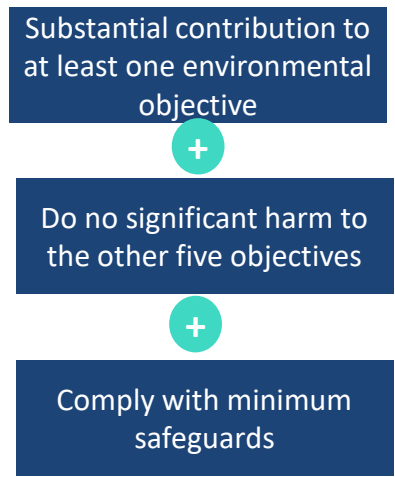 Substantial contribution to
at least one environmental
objective
+
Do no significant harm to
the other five objectives
+
Comply with minimum
safeguards